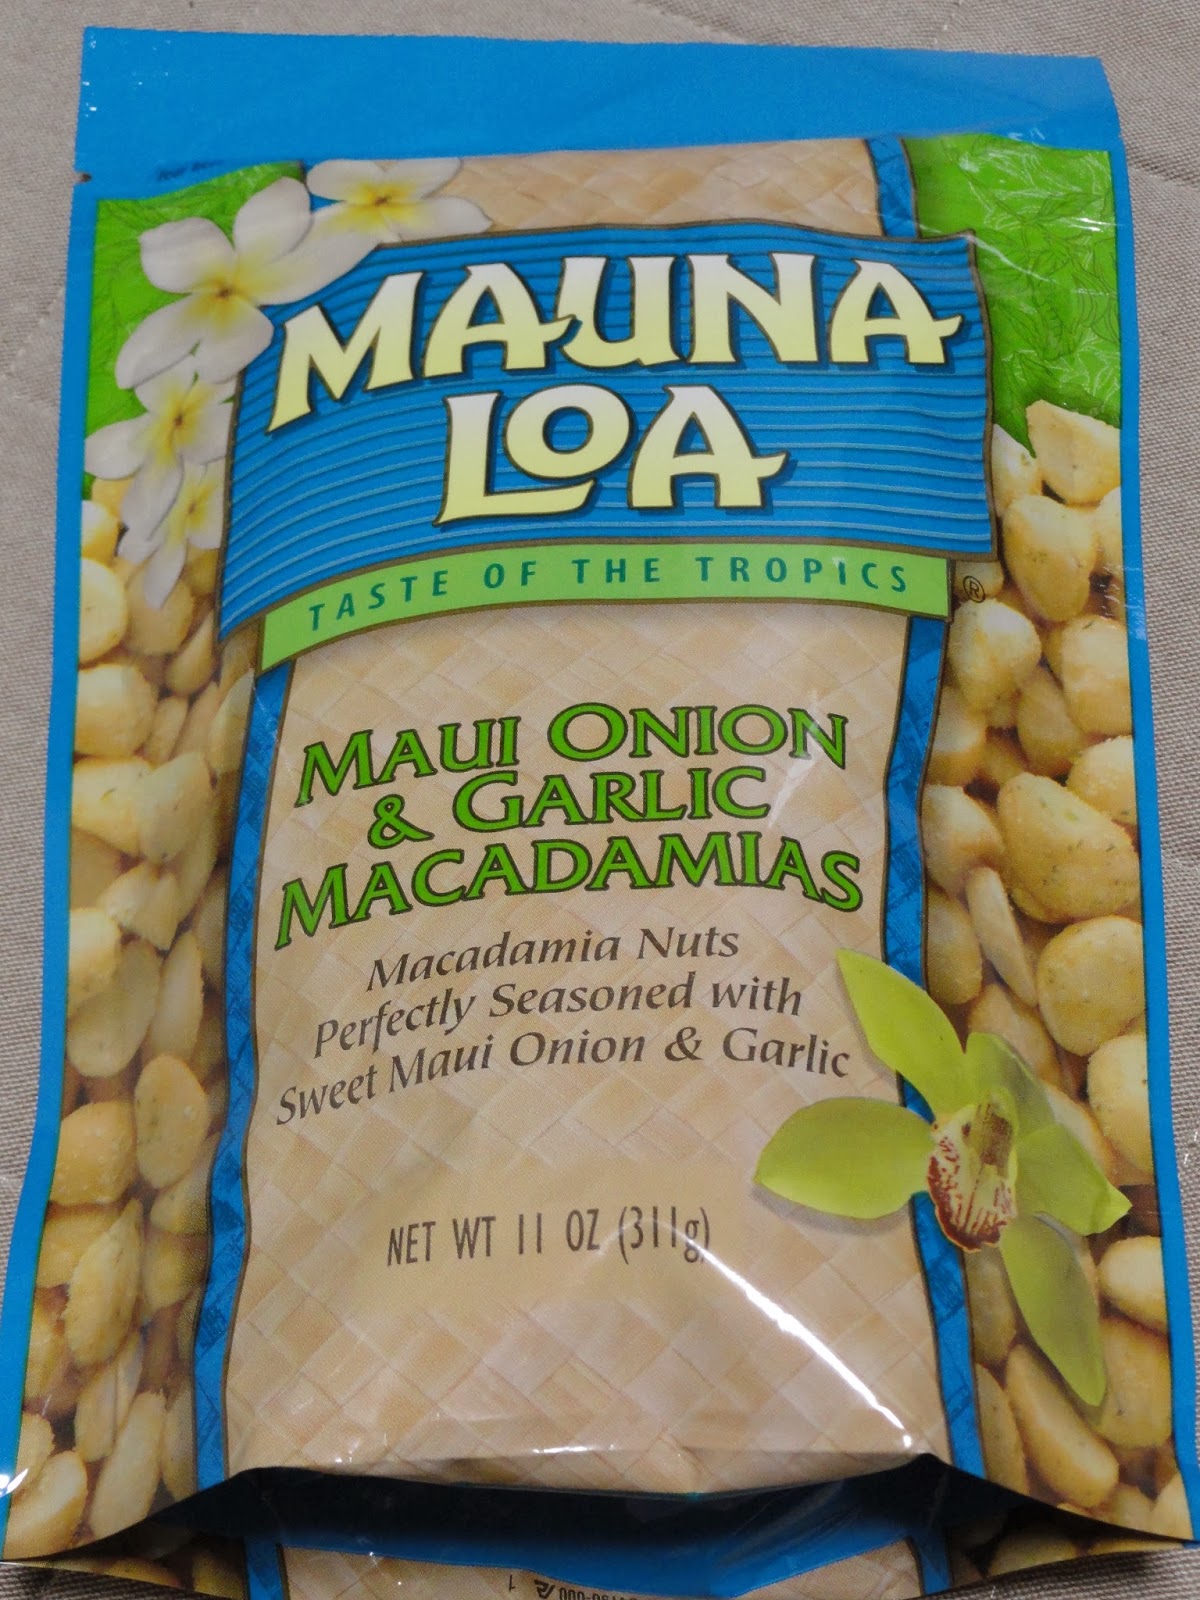 MAUNA
LOA
TASTE OF THE TROPICS
®
MAUI ONION
& GARLIC
MACADAMIAS
Macadamia Nuts
Perfectly Seasoned with
Sweet Maui Onion & Garlic
NET WT 11 OZ (311g)